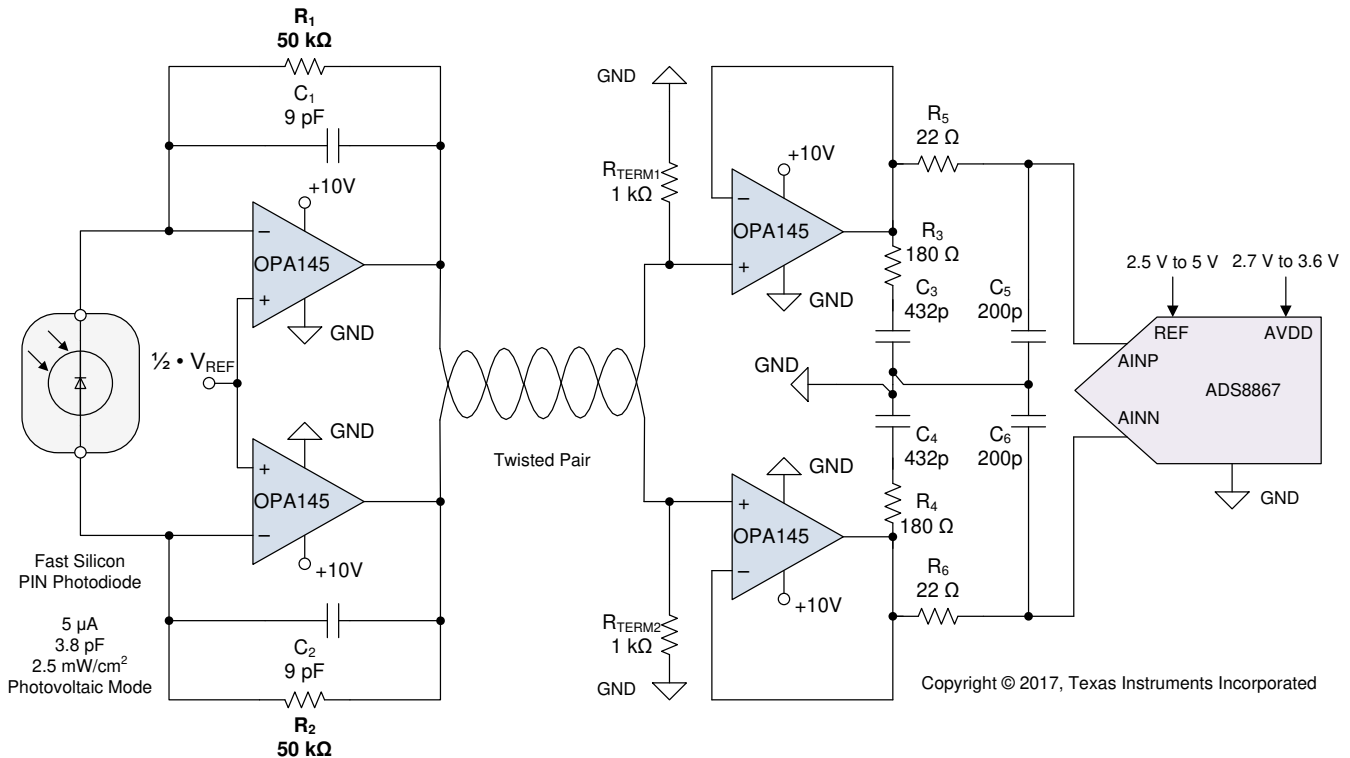 R1
50 kΩ
C1
9 pF
+10V
OPA145
GND
½ • VREF
GND
OPA145
+10V
C2
9 pF
R2
50 kΩ
Fast Silicon
PIN Photodiode
5 µA
3.8 pF
2.5 mW/cm²
Photovoltaic Mode
Twisted Pair
GND
RTERM1
1 kΩ
+10V
OPA145
GND
R5
22 Ω
R3
180 Ω
C3
432p
C5
200p
GND
C4
432p
C6
200p
GND
OPA145
+10V
R4
180 Ω
R6
22 Ω
RTERM2
1 kΩ
GND
2.5 V to 5 V
2.7 V to 3.6 V
REF
AVDD
AINP
ADS8867
AINN
GND
Copyright © 2017, Texas Instruments Incorporated